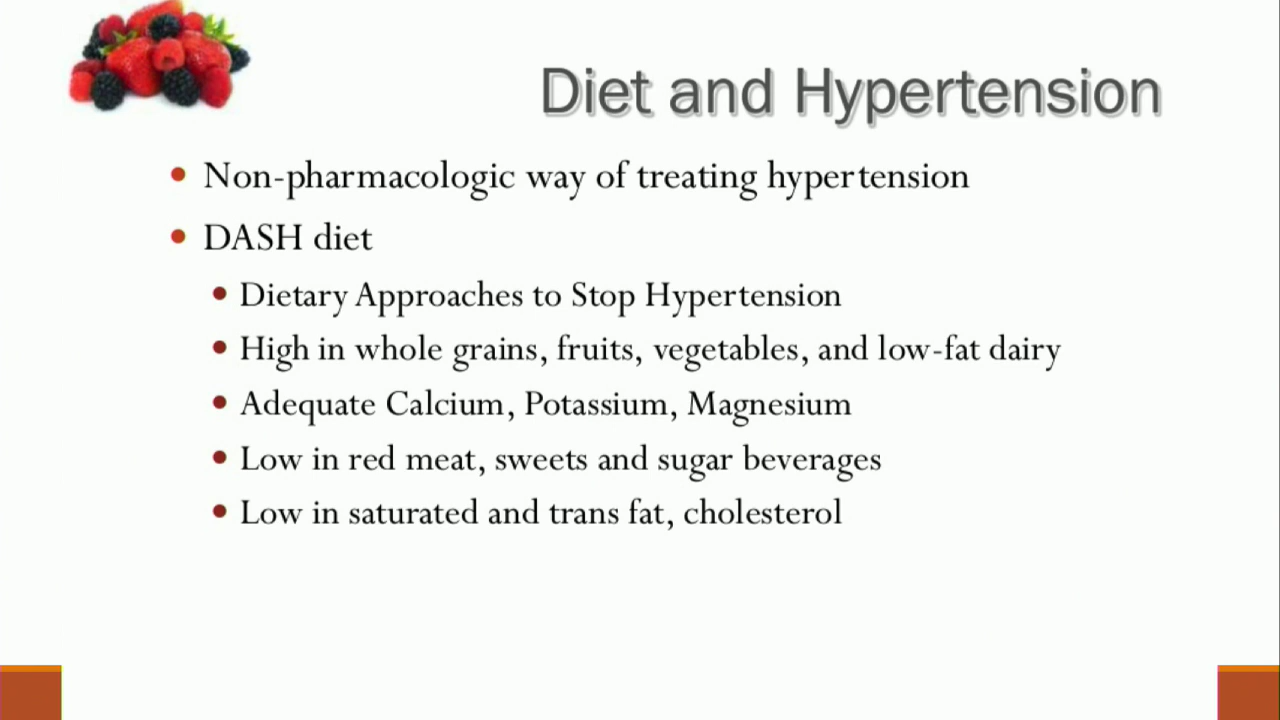 Diet and Hypertension
• Non-pharmacologic way of treating hypertension
• DASH diet
• Dietary Approaches to Stop Hypertension
• High in whole grains, fruits, vegetables, and low-fat dairy
• Adequate Calcium, Potassium, Magnesium
• Low in red meat, sweets and sugar beverages
• Low in saturated and trans fat, cholesterol